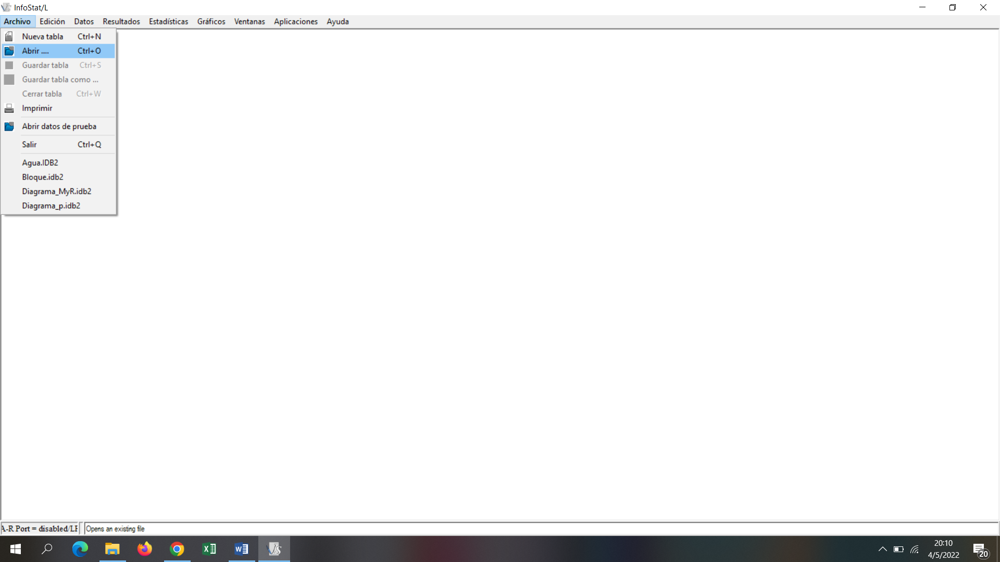 InfoStat/L
Archivo Edición Datos Resultados Estadísticas Gráficos Ventanas Aplicaciones Ayuda
Nueva tabla Ctrl+N
Abrir .... Ctrl+O
Guardar tabla Ctrl+S
Guardar tabla como ...
Cerrar tabla Ctrl+W
Imprimir
Abrir datos de prueba
Salir Ctrl+Q
Agua.IDB2
Bloque.idb2
Diagrama_MyR.idb2
Diagrama_p.idb2
A-R Port = disabled/LF Opens an existing file
20:10
4/5/2022
20